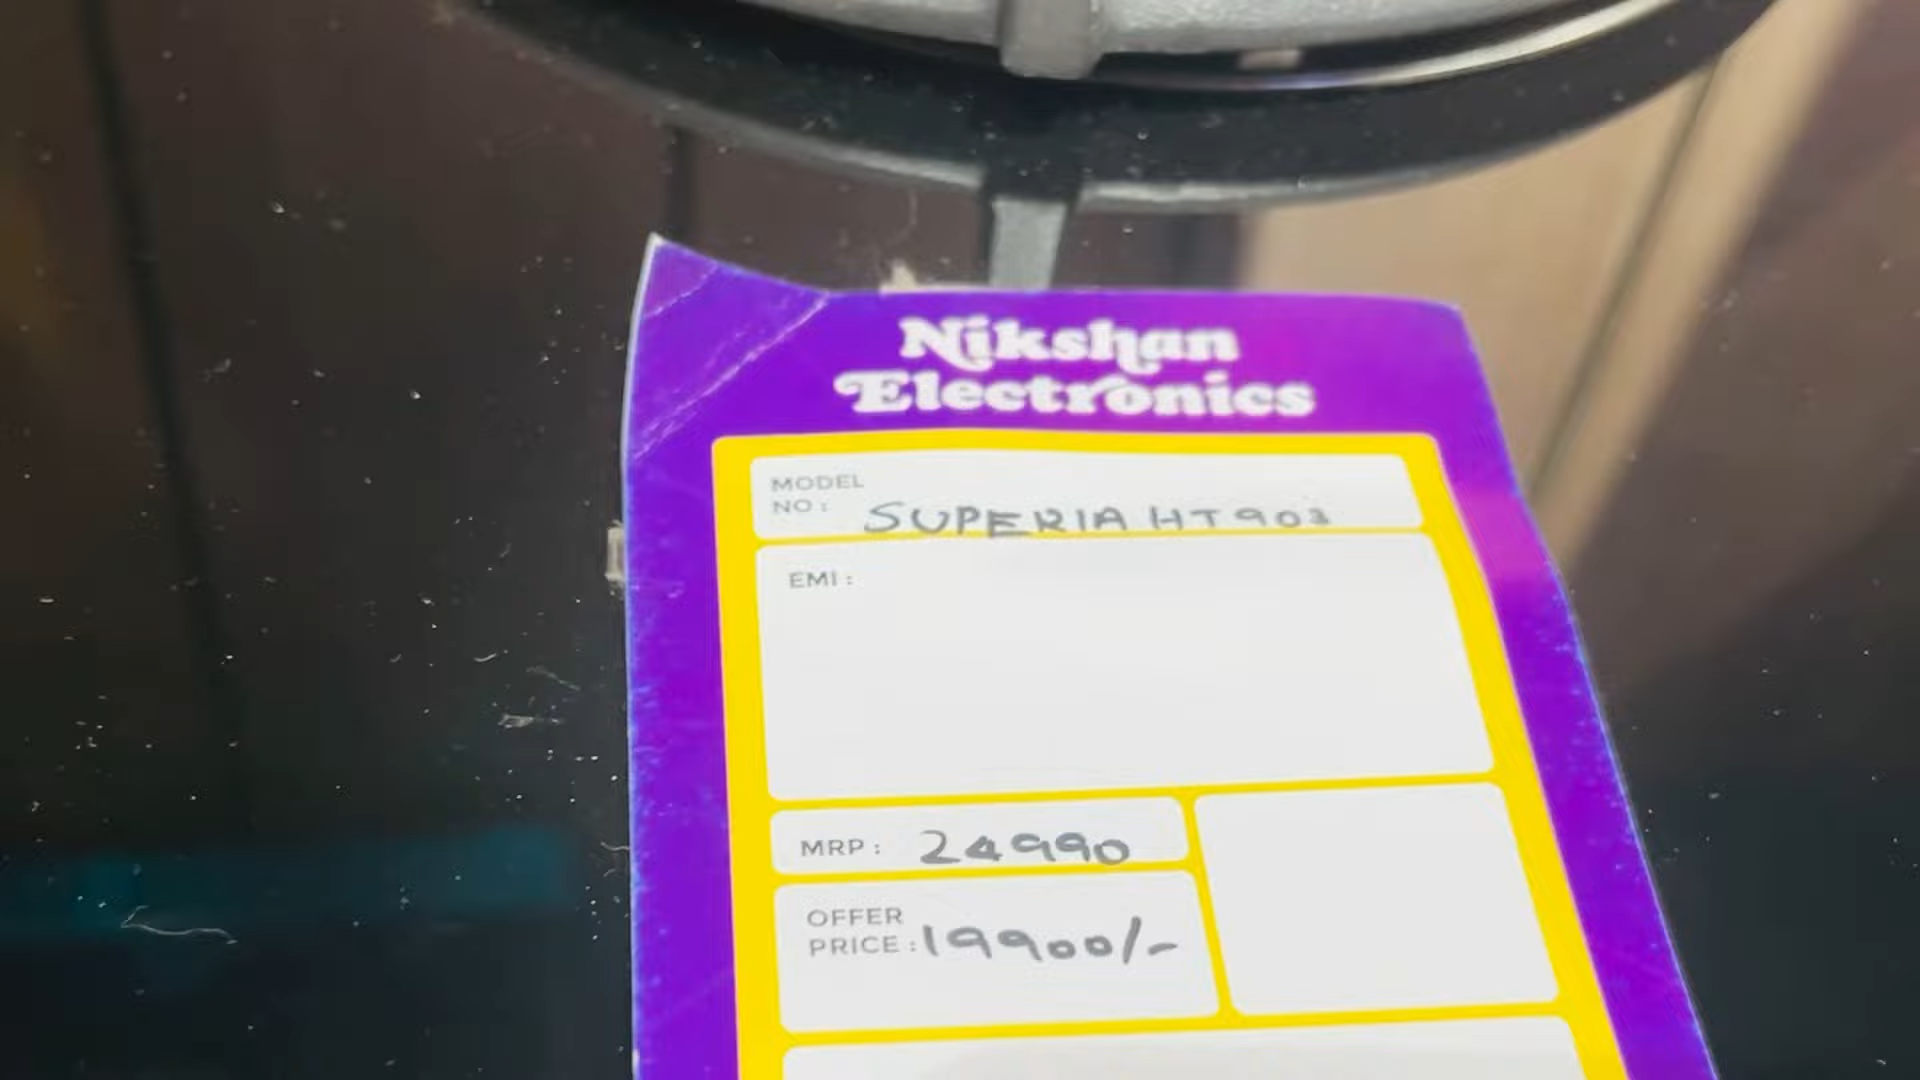 Nikshan
Electronics
MODEL
NO: SUPERIA HT903
EMI:
MRP: 24990
OFFER
PRICE: 19900/-